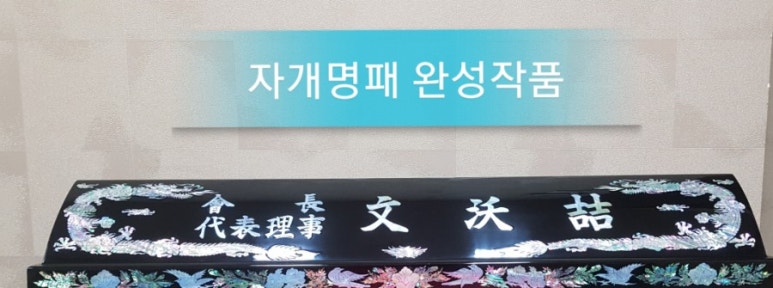 자개명패 완성작품
會長
代表理事 文沃喆